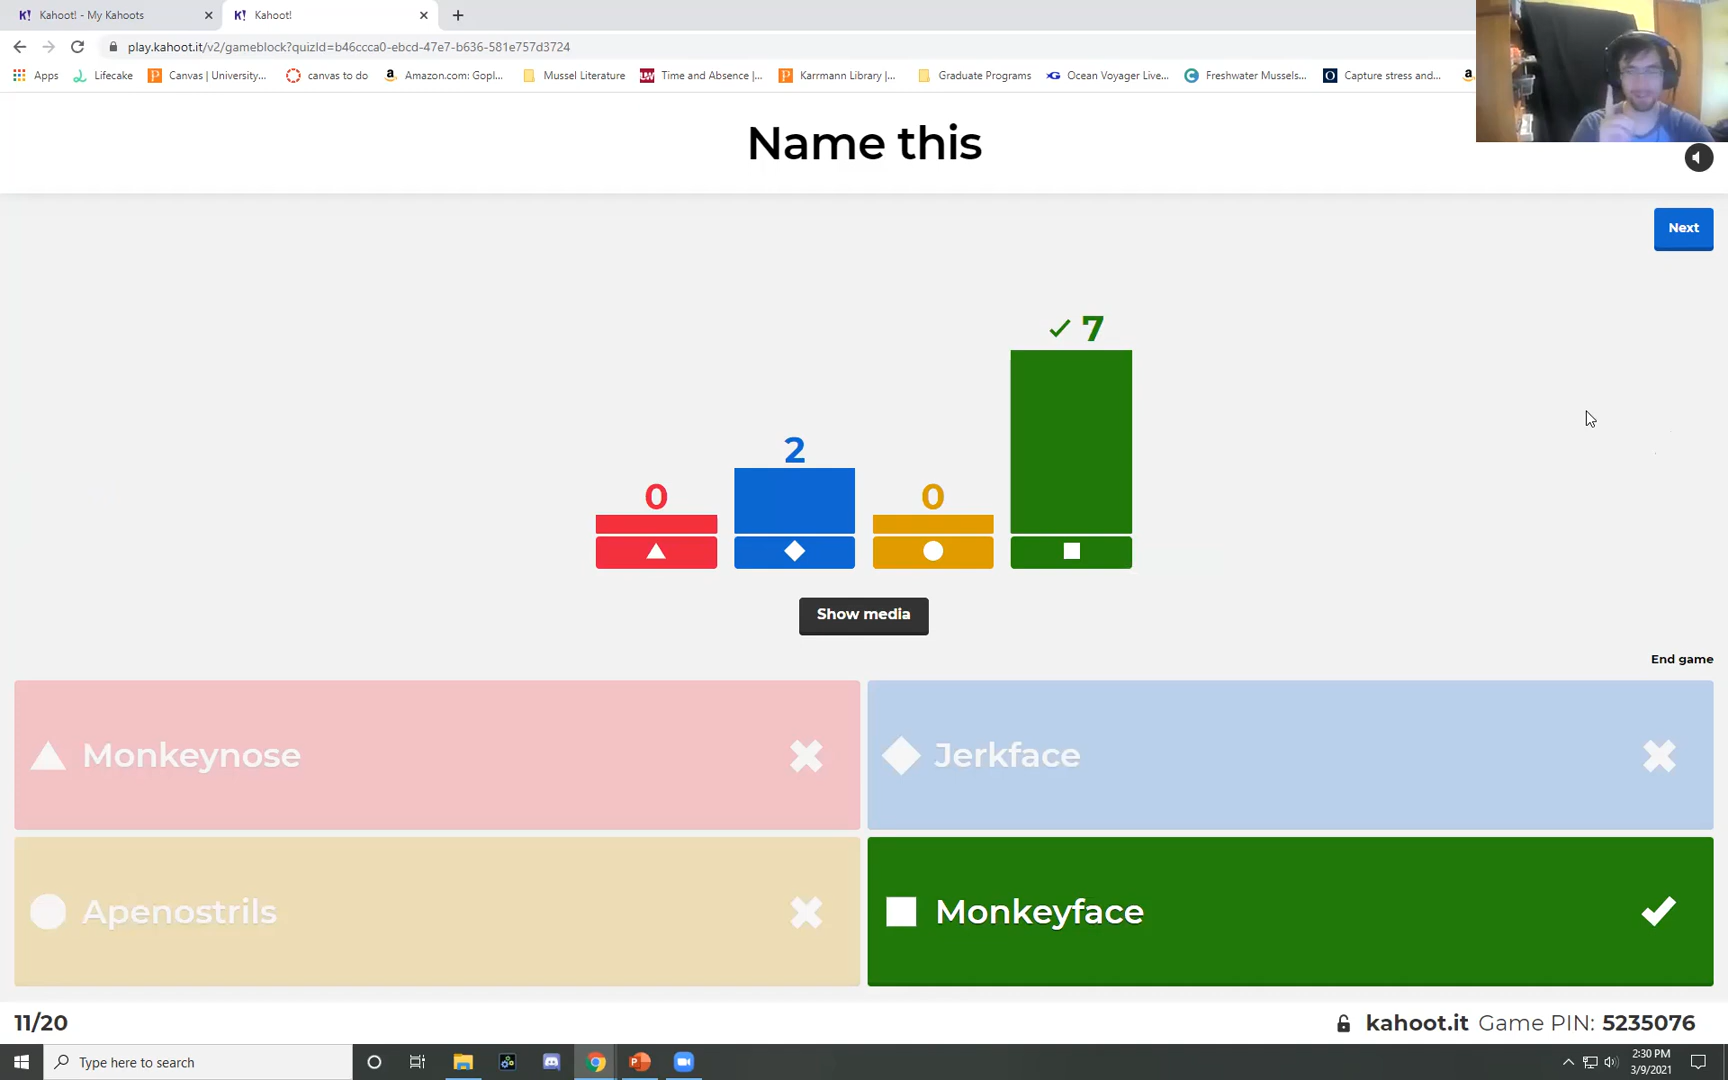 K! Kahoot! - My Kahoots
K! Kahoot!
play.kahoot.it/v2/gameblock?quizId=b46ccca0-ebcd-47e7-b636-581e757d3724
Apps Lifecake Canvas | University... canvas to do Amazon.com: Gopl... Mussel Literature Time and Absence |... Karrmann Library |... Graduate Programs Ocean Voyager Live... Freshwater Mussels... Capture stress and...
Name this
Next
7
2
0 0
Show media
End game
Monkeynose Jerkface
Apenostrils Monkeyface
11/20 kahoot.it Game PIN: 5235076
Type here to search
2:30 PM
3/9/2021